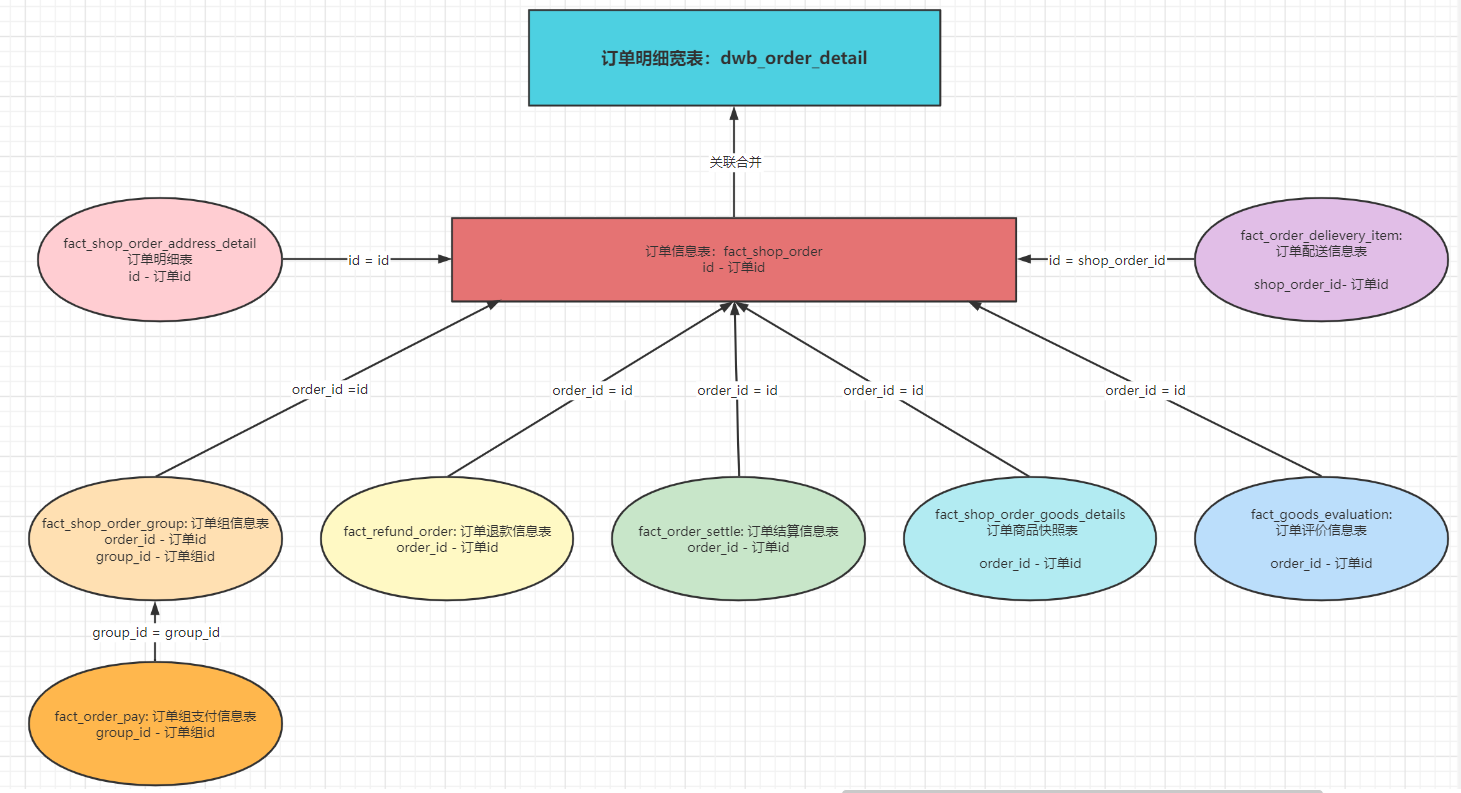 订单明细宽表：dwb_order_detail
关联合并
fact_shop_order_address_detail
订单明细表
id - 订单id
id = id
订单信息表：fact_shop_order
id - 订单id
id = shop_order_id
fact_order_delievery_item:
订单配送信息表
shop_order_id- 订单id
order_id =id
order_id = id
order_id = id
order_id = id
order_id = id
fact_shop_order_group: 订单组信息表
order_id - 订单id
group_id - 订单组id
fact_refund_order: 订单退款信息表
order_id - 订单id
fact_order_settle: 订单结算信息表
order_id - 订单id
fact_shop_order_goods_details
订单商品快照表
order_id - 订单id
fact_goods_evaluation:
订单评价信息表
order_id - 订单id
group_id = group_id
fact_order_pay: 订单组支付信息表
group_id - 订单组id